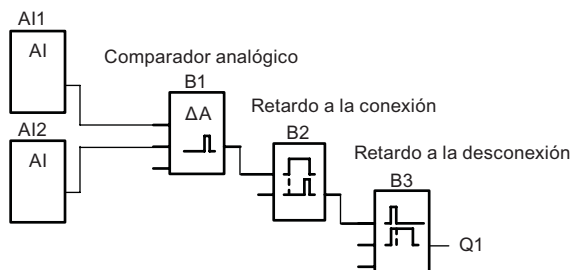 AI1
AI
Comparador analógico
B1
ΔA
AI2
AI
Retardo a la conexión
B2
Retardo a la desconexión
B3
Q1